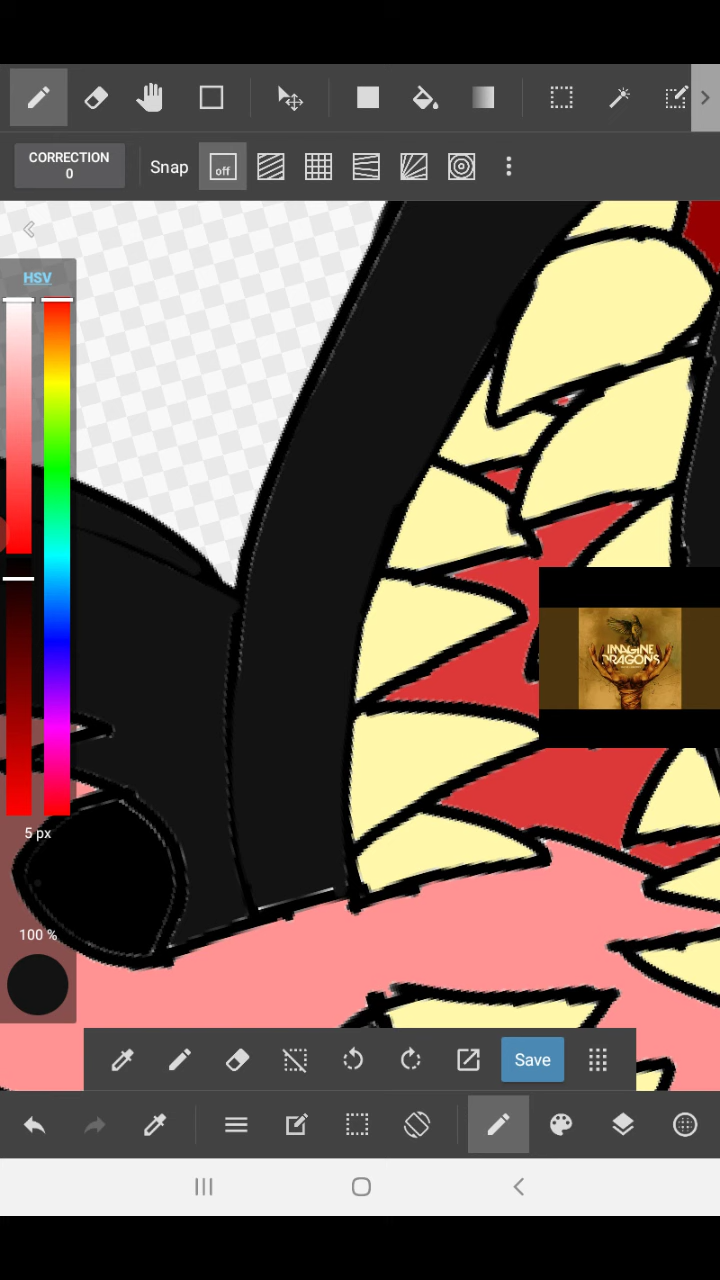 CORRECTION
0
Snap
off
HSV
IMAGINE
DRAGONS
5 px
100 %
Save